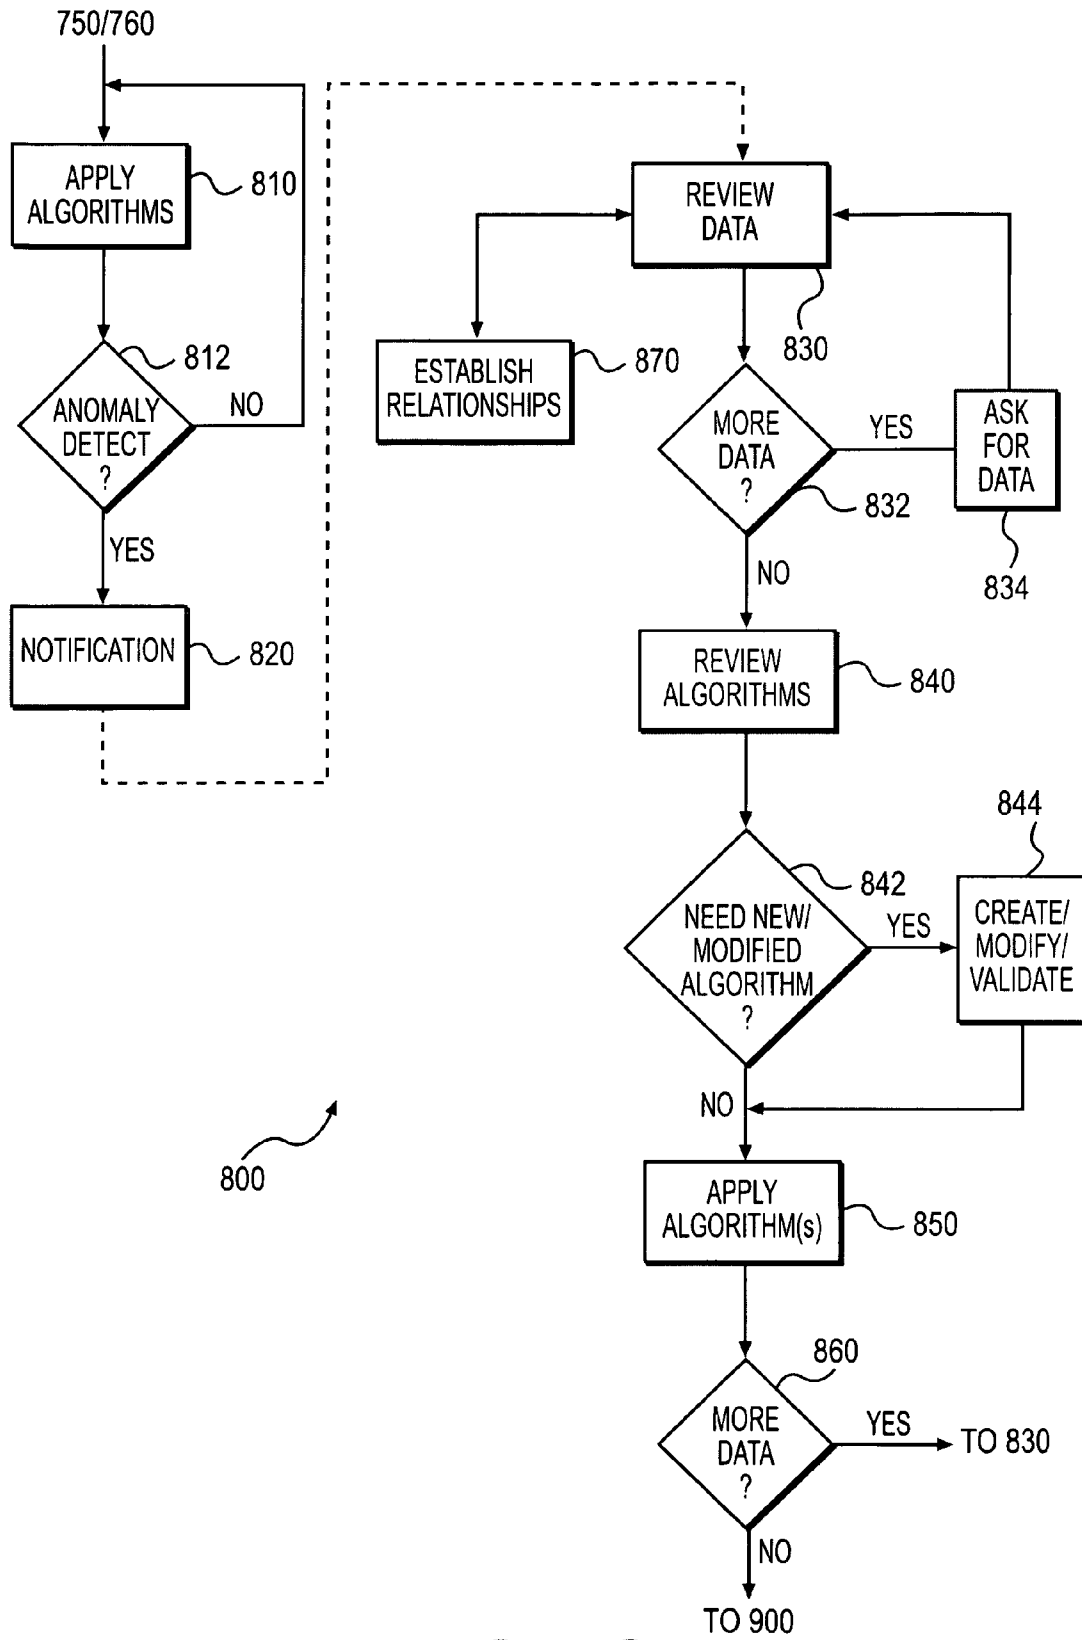 750/760
APPLY
ALGORITHMS
810
ANOMALY
DETECT
?
812
NO
YES
NOTIFICATION
820
REVIEW
DATA
830
ESTABLISH
RELATIONSHIPS
870
MORE
DATA
?
832
YES
ASK
FOR
DATA
834
NO
REVIEW
ALGORITHMS
840
NEED NEW/
MODIFIED
ALGORITHM
?
842
YES
CREATE/
MODIFY/
VALIDATE
844
NO
800
APPLY
ALGORITHM(s)
850
MORE
DATA
?
860
YES
TO 830
NO
TO 900